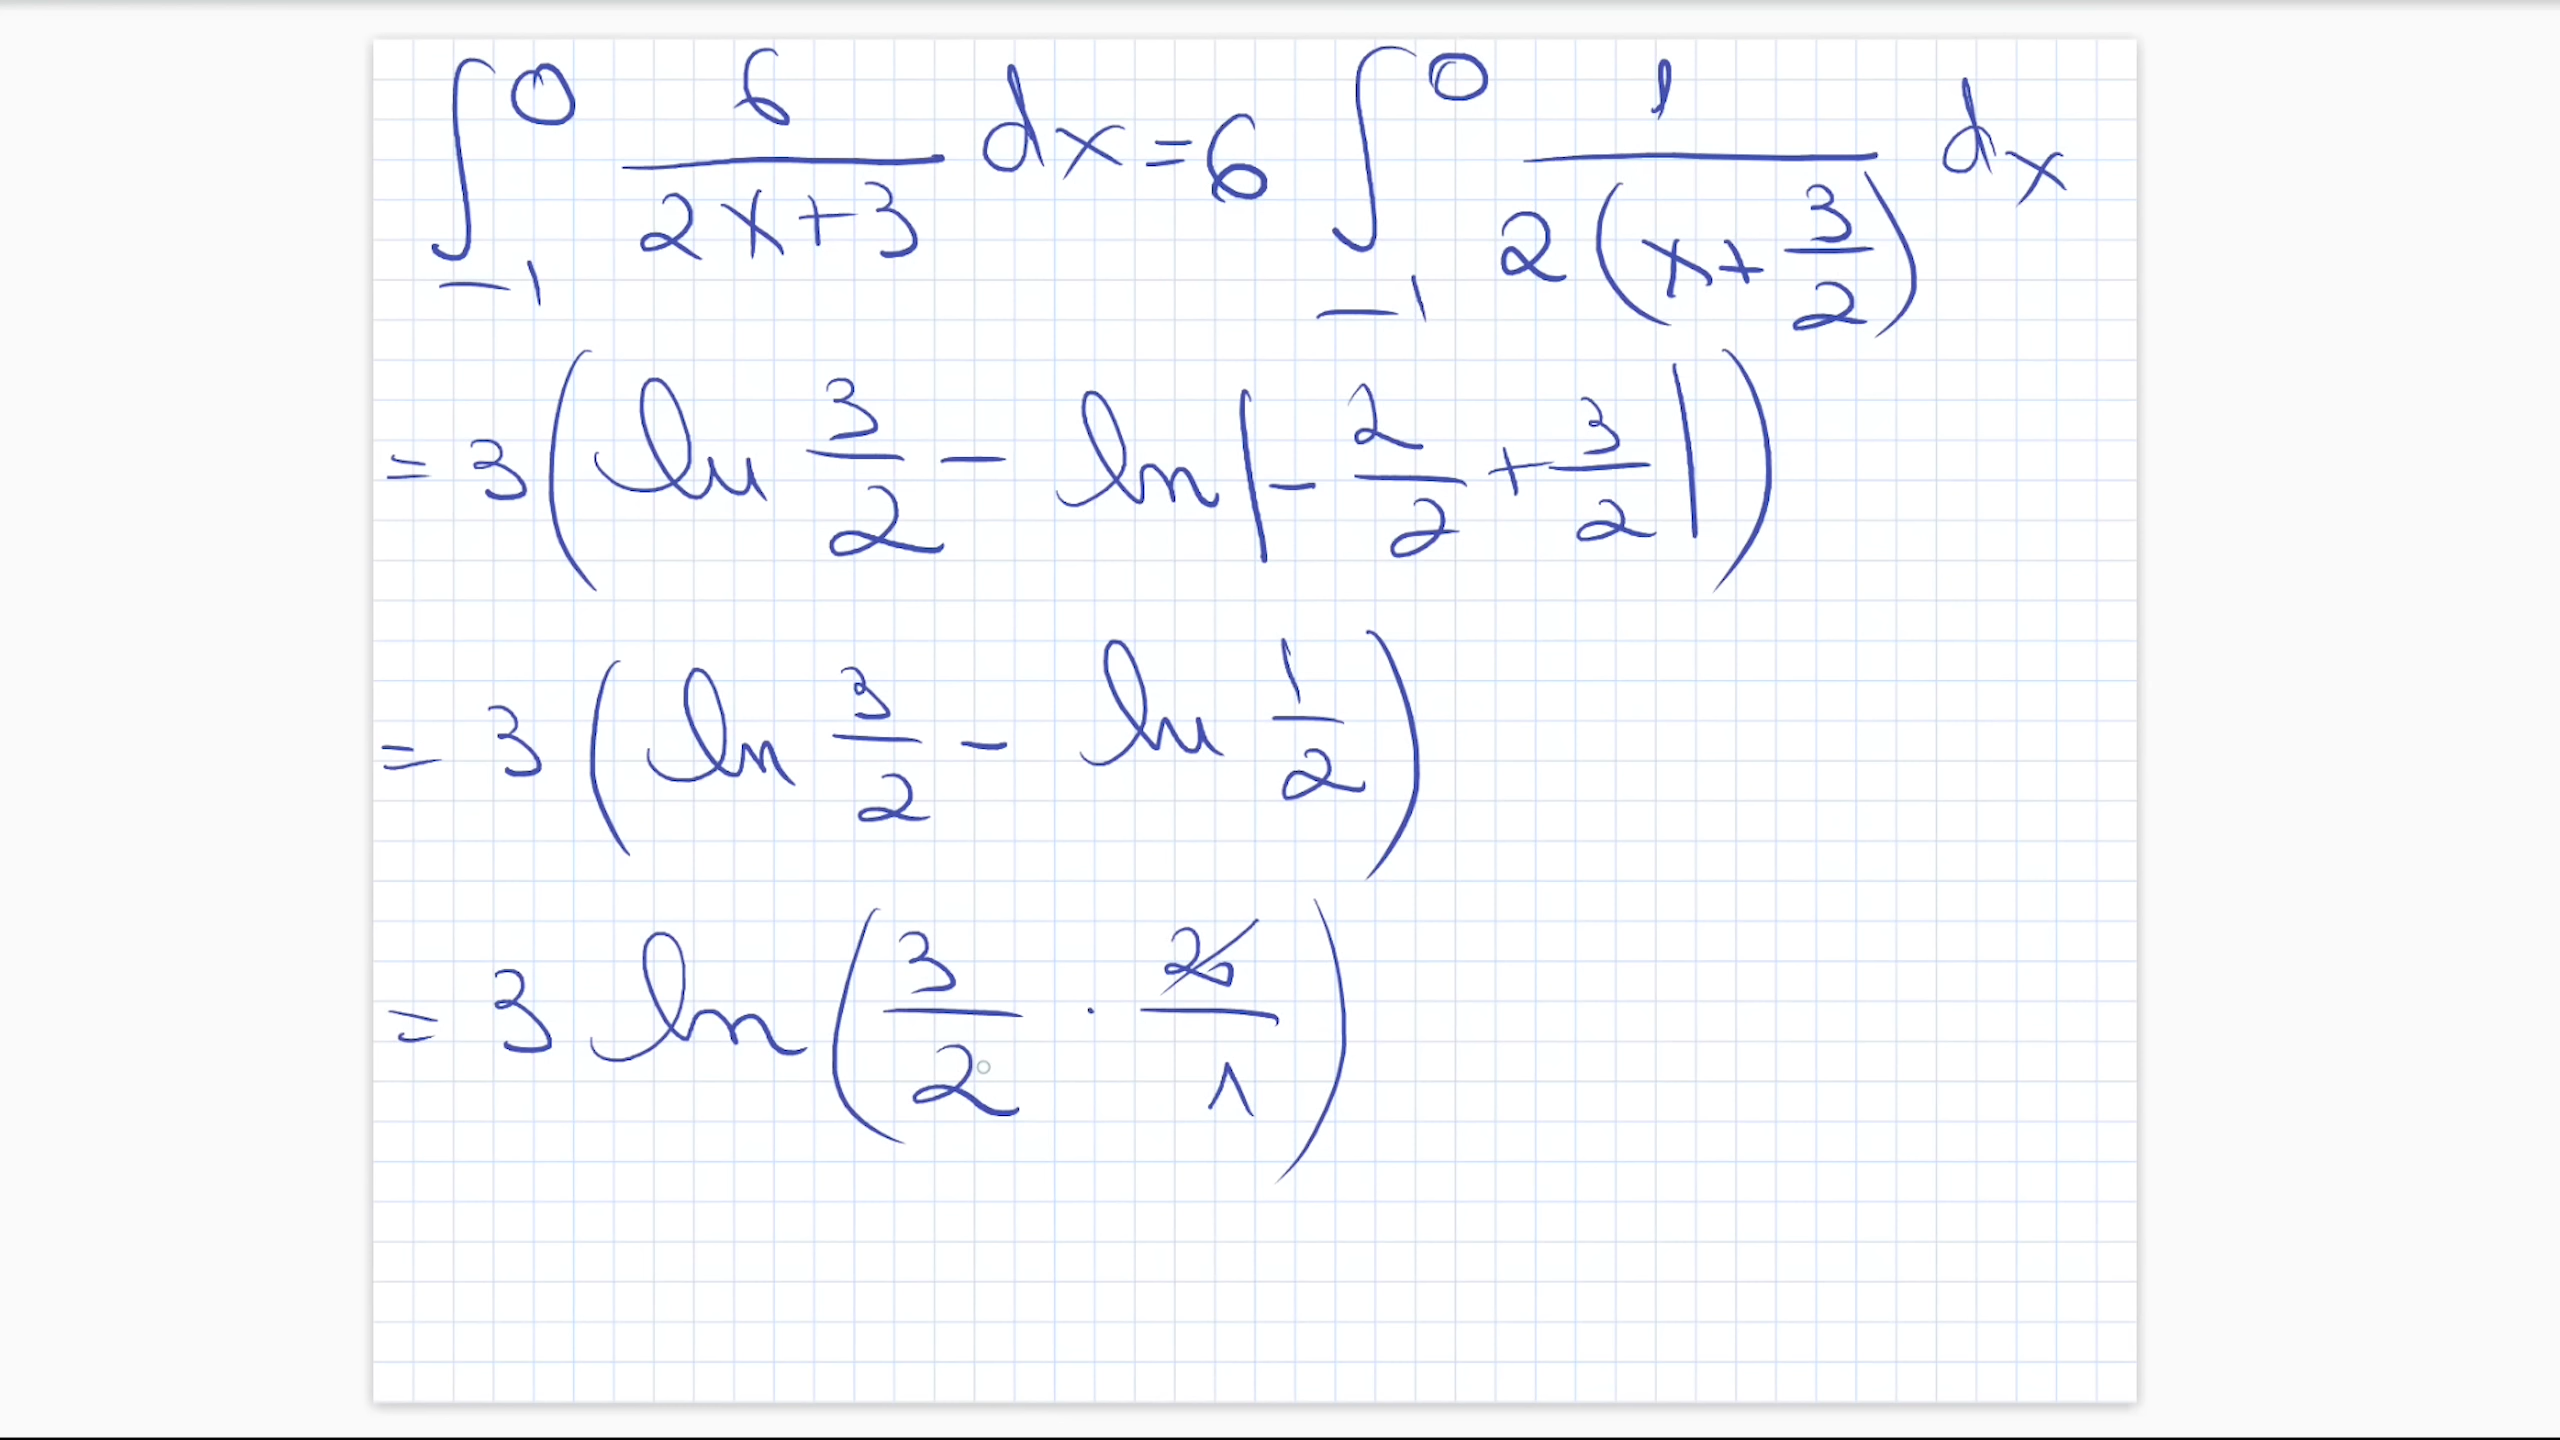 ∫_{-1}^{0} 6/(2x+3) dx = 6 ∫_{-1}^{0} 1/(2(x+3/2)) dx
= 3(ln 3/2 - ln|-2/2+3/2|)
= 3(ln 3/2 - ln 1/2)
= 3 ln(3/2 · 2/1)